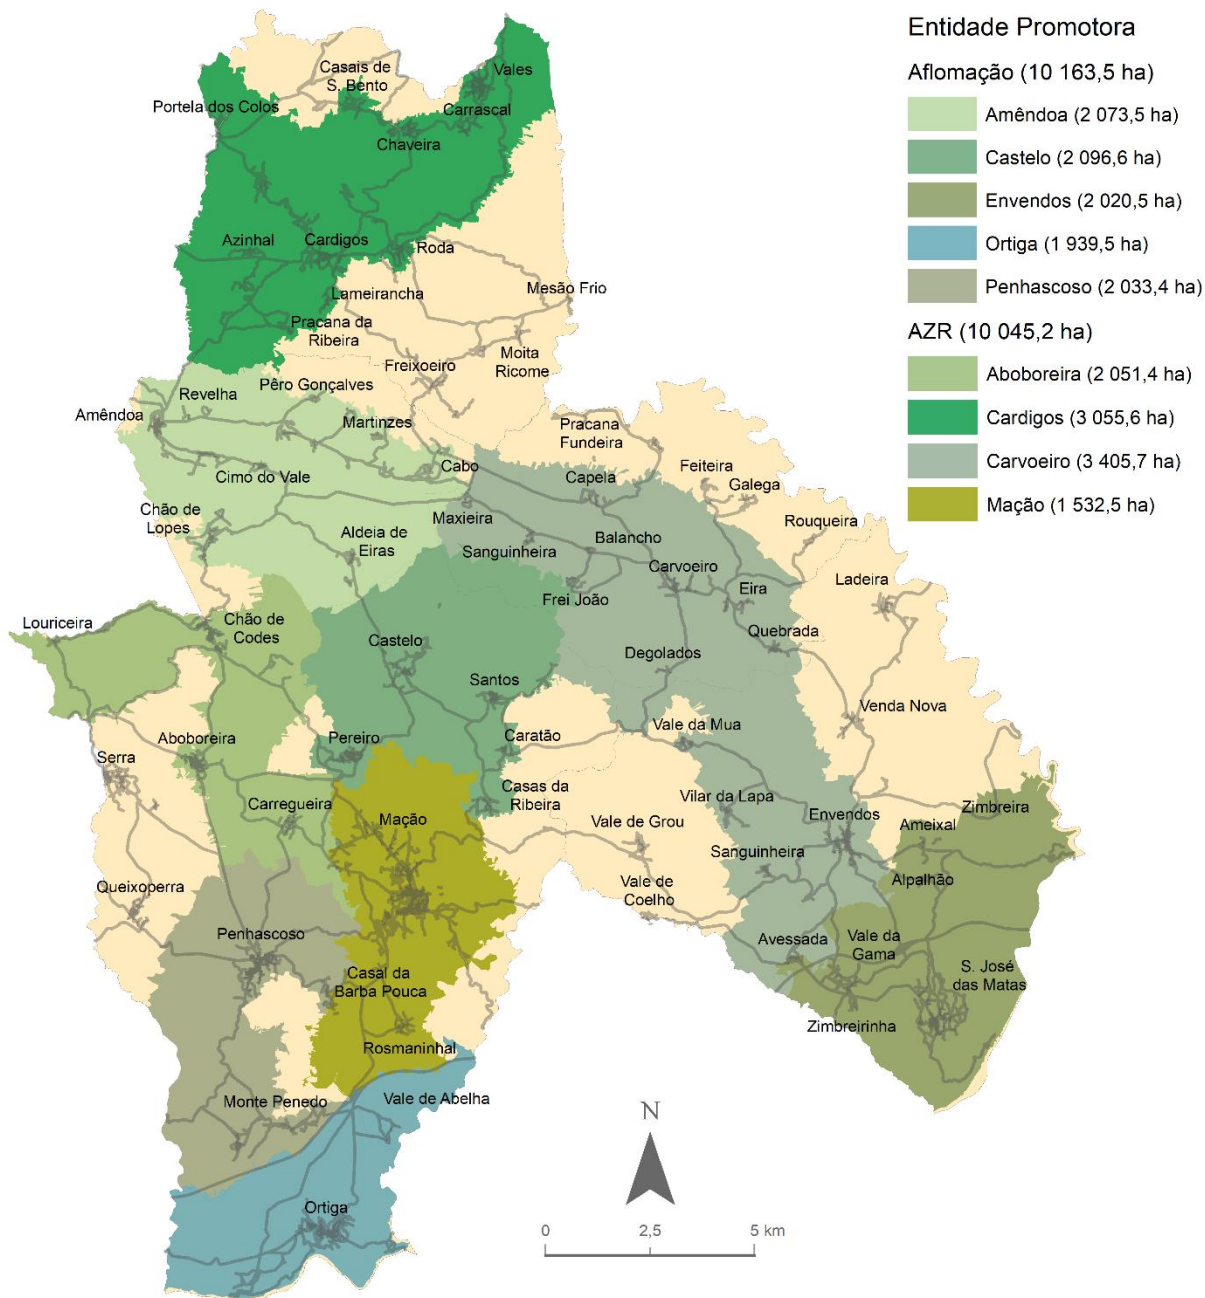 Entidade Promotora
Aflomação (10 163,5 ha)
Amêndoa (2 073,5 ha)
Castelo (2 096,6 ha)
Envendos (2 020,5 ha)
Ortiga (1 939,5 ha)
Penhascoso (2 033,4 ha)
AZR (10 045,2 ha)
Aboboreira (2 051,4 ha)
Cardigos (3 055,6 ha)
Carvoeiro (3 405,7 ha)
Mação (1 532,5 ha)
Casais de
S. Bento
Vales
Portela dos Colos
Carrascal
Chaveira
Azinhal
Cardigos
Roda
Lameirancha
Mesão Frio
Pracana da
Ribeira
Moita
Ricome
Freixoeiro
Pêro Gonçalves
Revelha
Amêndoa
Martinzes
Pracana
Fundeira
Cimo do Vale
Cabo
Capela
Feiteira
Galega
Chão de
Lopes
Maxieira
Rouqueira
Aldeia de
Eiras
Sanguinheira
Balancho
Carvoeiro
Ladeira
Eira
Frei João
Louriceira
Chão de
Codes
Quebrada
Castelo
Degolados
Santos
Venda Nova
Vale da Mua
Aboboreira
Pereiro
Caratão
Serra
Casas da
Ribeira
Vilar da Lapa
Carregueira
Mação
Vale de Grou
Envendos
Zimbreira
Ameixal
Sanguinheira
Queixoperra
Vale de
Coelho
Alpalhão
Penhascoso
Avessada
Vale da
Gama
Casal da
Barba Pouca
S. José
das Matas
Zimbreirinha
Rosmaninhal
Monte Penedo
Vale de Abelha
N
Ortiga
0
2,5
5 km